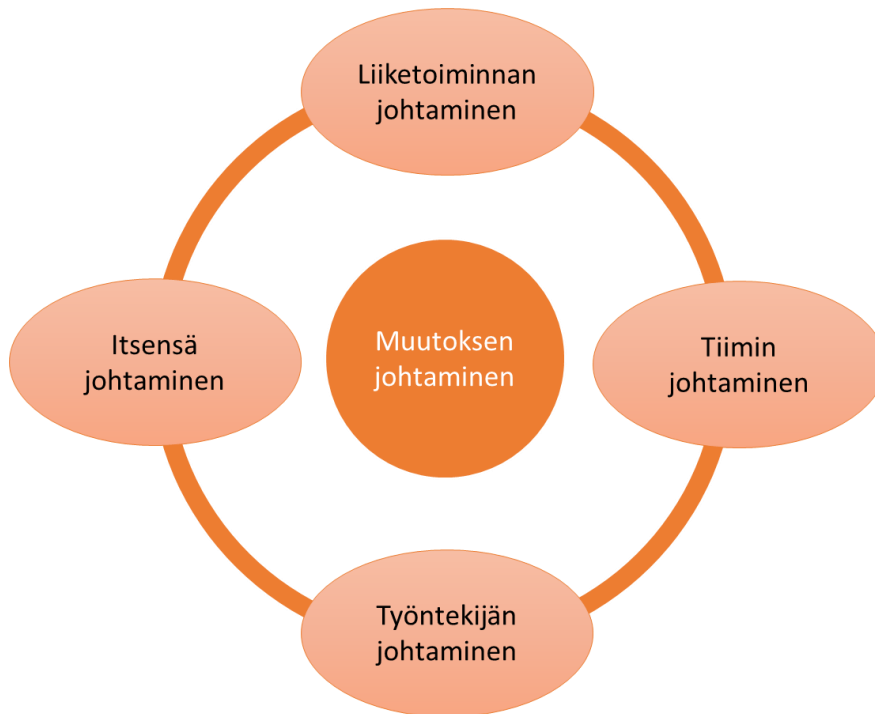 Liiketoiminnan
johtaminen
Itsensä
johtaminen
Muutoksen
johtaminen
Tiimin
johtaminen
Työntekijän
johtaminen